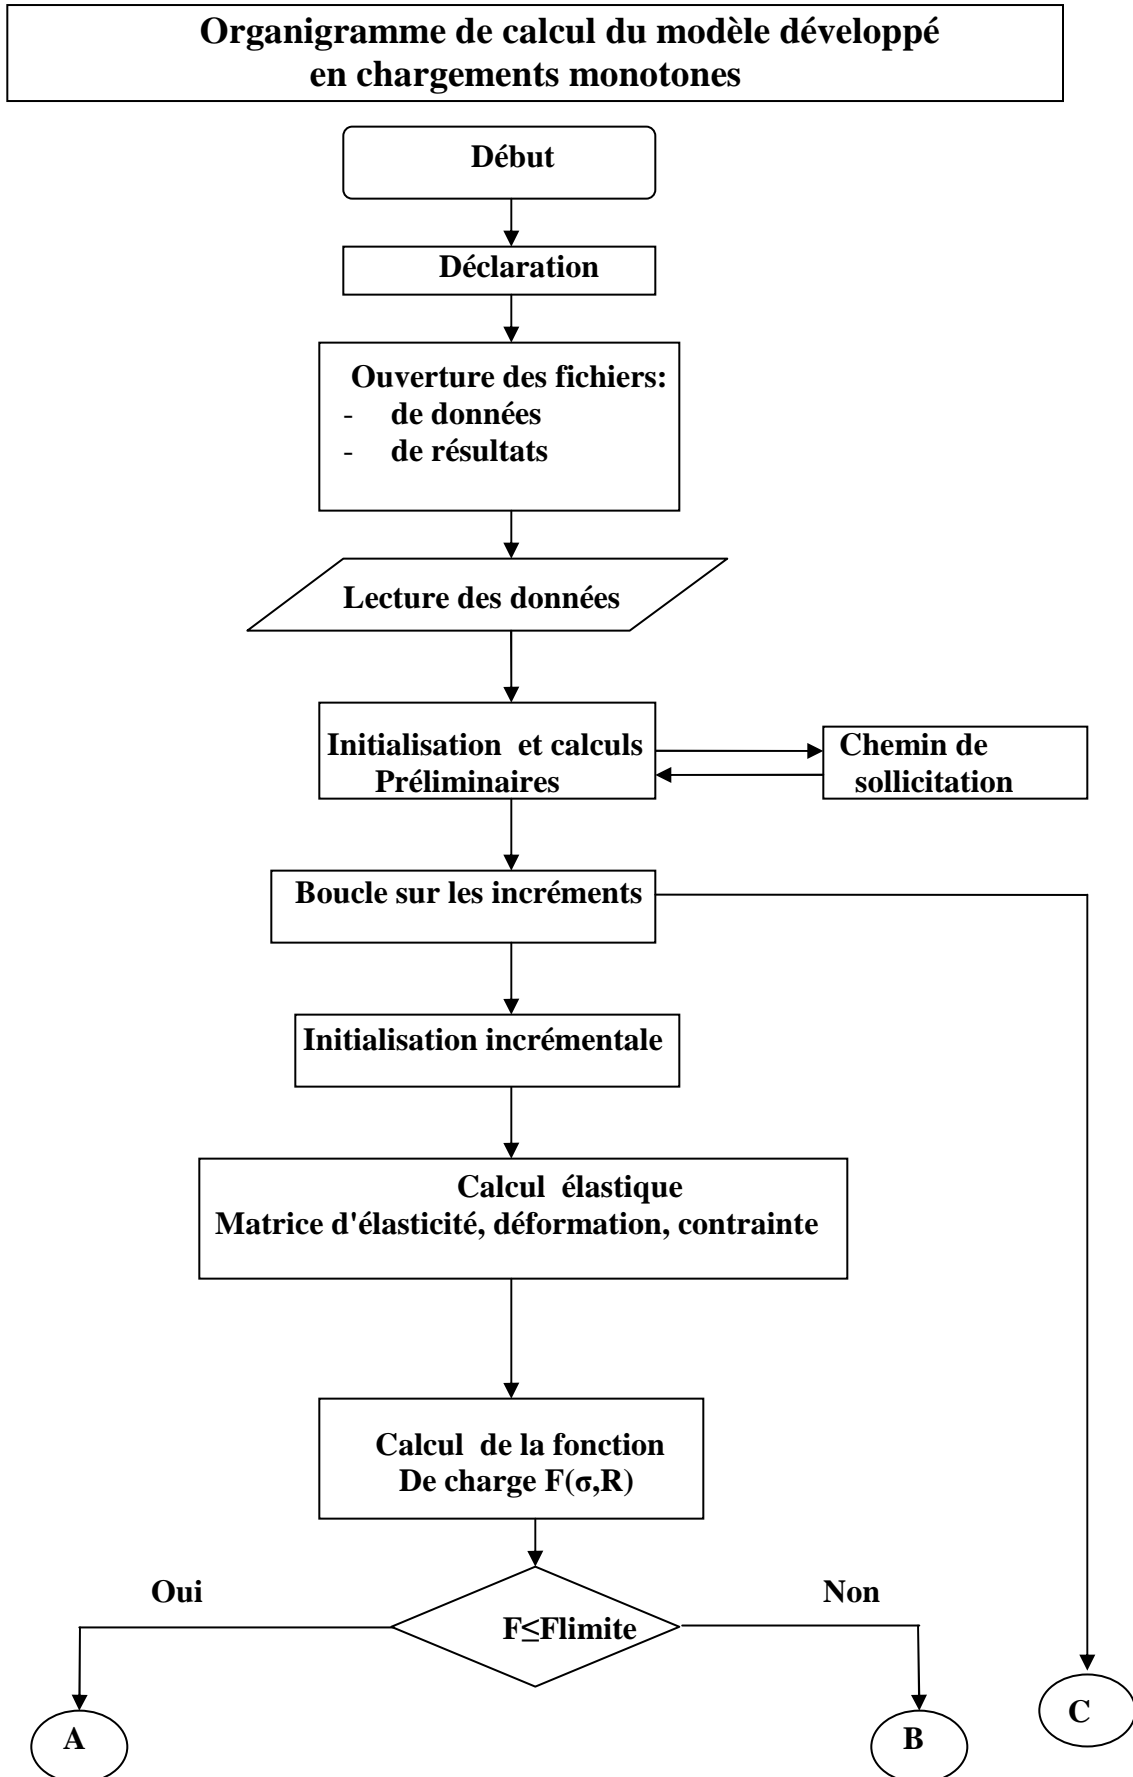 Organigramme de calcul du modèle développé
en chargements monotones
Début
Déclaration
Ouverture des fichiers:
- de données
- de résultats
Lecture des données
Initialisation et calculs
Préliminaires
Chemin de
sollicitation
Boucle sur les incréments
Initialisation incrémentale
Calcul élastique
Matrice d'élasticité, déformation, contrainte
Calcul de la fonction
De charge F(σ,R)
Oui
Non
F≤Flimite
A
B
C